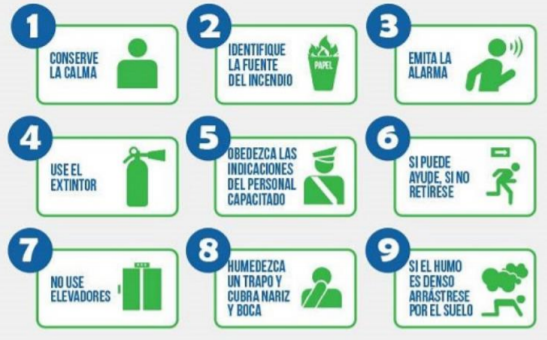 1
CONSERVE
LA CALMA
2
IDENTIFIQUE
LA FUENTE
DEL INCENDIO
PAPEL
3
EMITA LA
ALARMA
4
USE EL
EXTINTOR
5
OBEDEZCA LAS
INDICACIONES
DEL PERSONAL
CAPACITADO
6
SI PUEDE
AYUDE, SI NO
RETÍRESE
7
NO USE
ELEVADORES
8
HUMEDEZCA
UN TRAPO Y
CUBRA NARIZ
Y BOCA
9
SI EL HUMO
ES DENSO
ARRÁSTRESE
POR EL SUELO